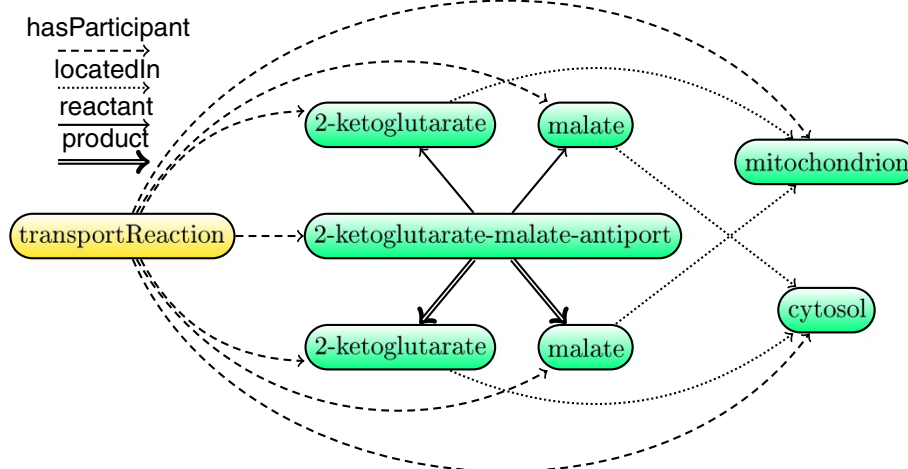 hasParticipant
locatedIn
reactant
product
2-ketoglutarate
malate
mitochondrion
transportReaction
2-ketoglutarate-malate-antiport
cytosol
2-ketoglutarate
malate